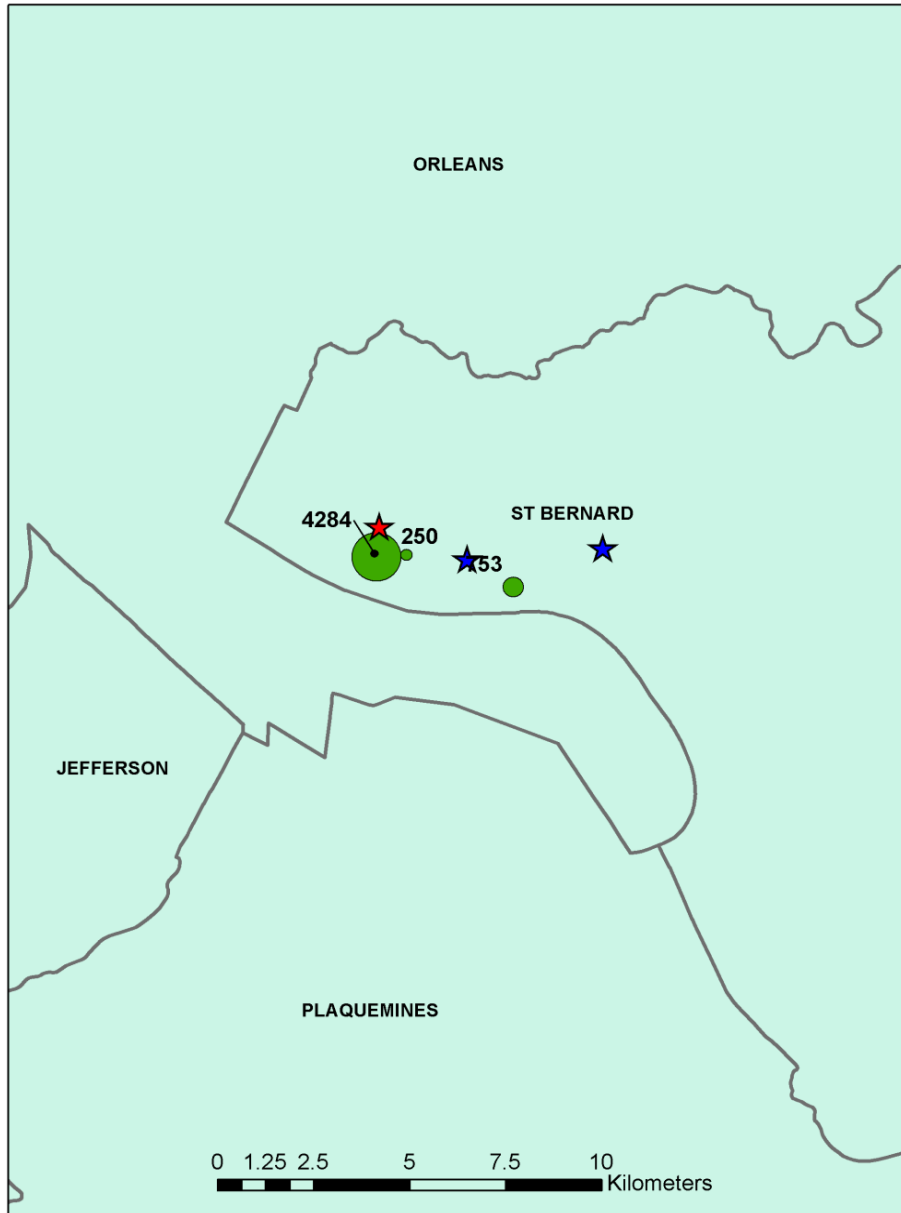 ORLEANS
ST BERNARD
4284
250
53
JEFFERSON
PLAQUEMINES
0 1.25 2.5 5 7.5 10
Kilometers